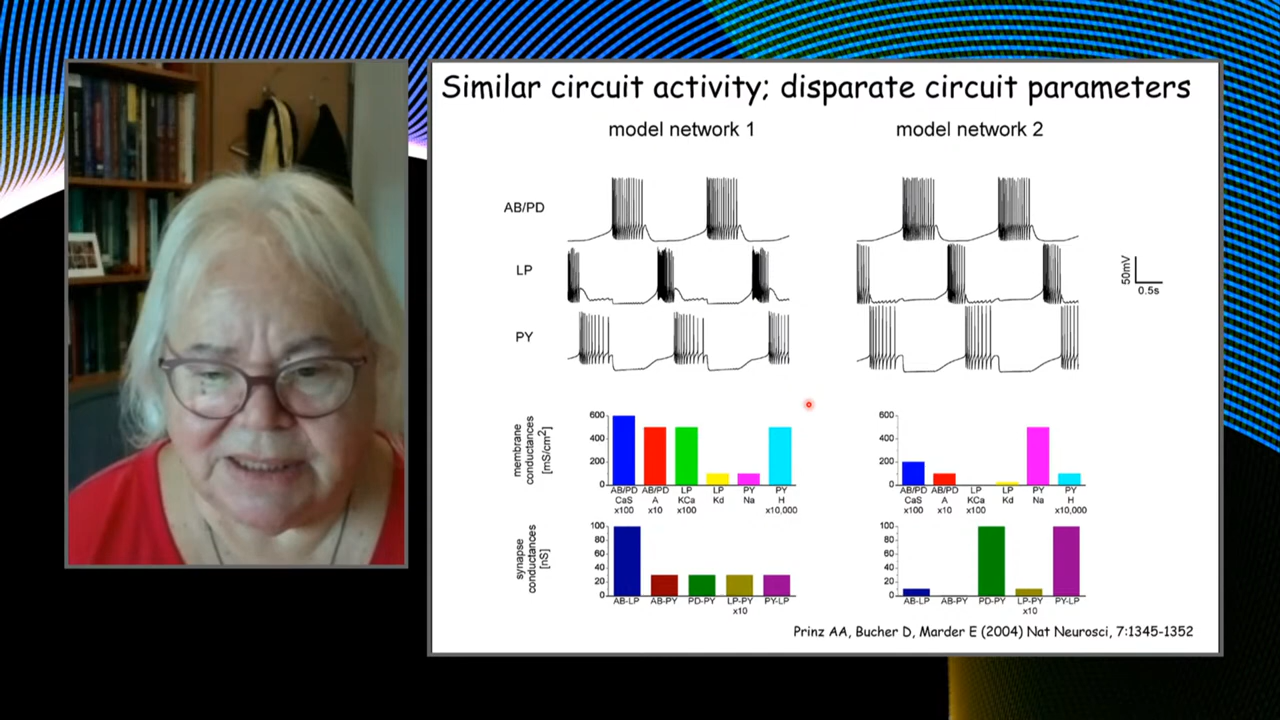 Similar circuit activity; disparate circuit parameters
model network 1
model network 2
AB/PD
LP
PY
50mV
0.5s
membrane
conductances
[mS/cm2]
600
400
200
0
AB/PD
CaS
x100
AB/PD
A
x10
LP
KCa
x100
LP
Kd
PY
Na
PY
H
x10,000
600
400
200
0
AB/PD
CaS
x100
AB/PD
A
x10
LP
KCa
x100
LP
Kd
PY
Na
PY
H
x10,000
synapse
conductances
[nS]
100
80
60
40
20
0
AB-LP
AB-PY
PD-PY
LP-PY
x10
PY-LP
100
80
60
40
20
0
AB-LP
AB-PY
PD-PY
LP-PY
x10
PY-LP
Prinz AA, Bucher D, Marder E (2004) Nat Neurosci, 7:1345-1352